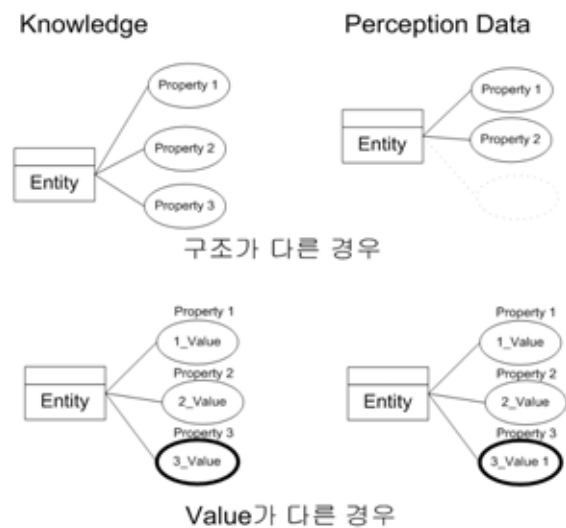 Knowledge
Perception Data
Property 1
Property 2
Entity
Property 3
Property 1
Property 2
Entity
구조가 다른 경우
Property 1
1_Value
Property 2
Entity
2_Value
Property 3
3_Value
Property 1
1_Value
Property 2
Entity
2_Value
Property 3
3_Value 1
Value가 다른 경우